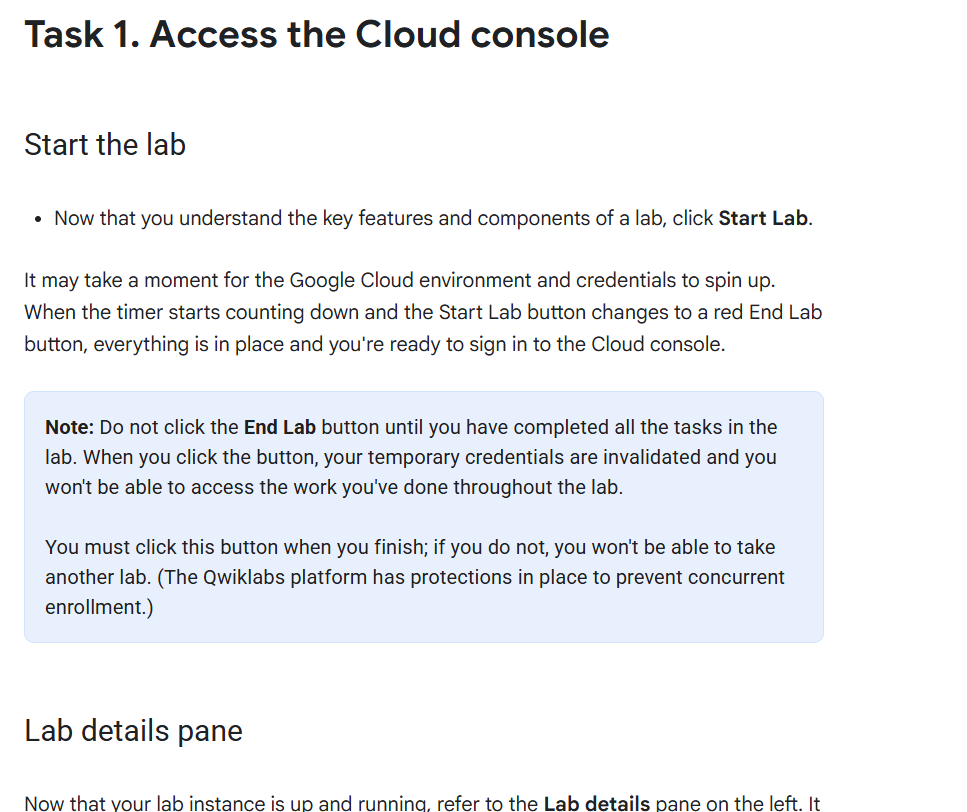 Task 1. Access the Cloud console
Start the lab
• Now that you understand the key features and components of a lab, click Start Lab.
It may take a moment for the Google Cloud environment and credentials to spin up.
When the timer starts counting down and the Start Lab button changes to a red End Lab
button, everything is in place and you're ready to sign in to the Cloud console.
Note: Do not click the End Lab button until you have completed all the tasks in the
lab. When you click the button, your temporary credentials are invalidated and you
won't be able to access the work you've done throughout the lab.
You must click this button when you finish; if you do not, you won't be able to take
another lab. (The Qwiklabs platform has protections in place to prevent concurrent
enrollment.)
Lab details pane
Now that your lab instance is up and running, refer to the Lab details pane on the left. It